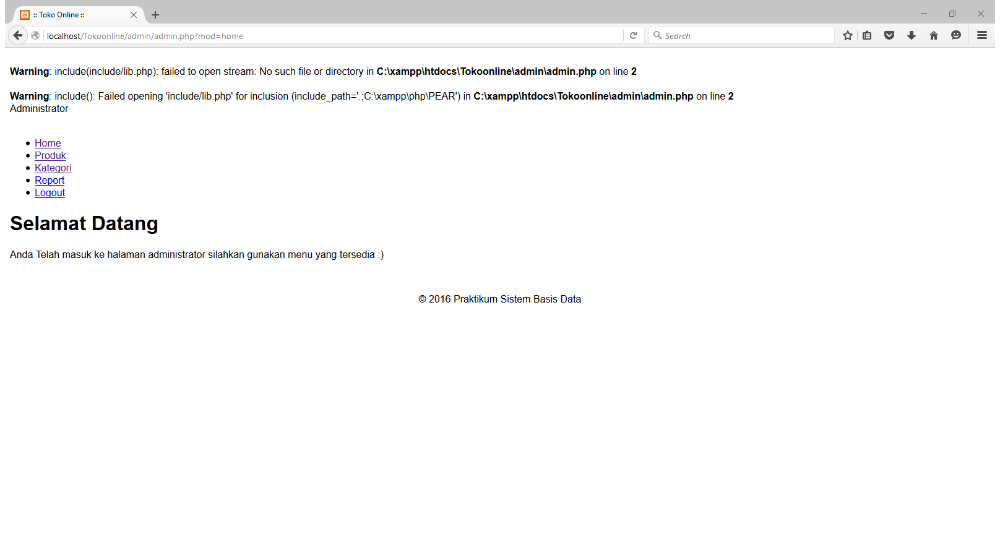 :: Toko Online ::
localhost/Tokoonline/admin/admin.php?mod=home
Search
Warning: include(include/lib.php): failed to open stream: No such file or directory in C:\xampp\htdocs\Tokoonline\admin\admin.php on line 2
Warning: include(): Failed opening 'include/lib.php' for inclusion (include_path='.;C:\xampp\php\PEAR') in C:\xampp\htdocs\Tokoonline\admin\admin.php on line 2
Administrator
Home
Produk
Kategori
Report
Logout
Selamat Datang
Anda Telah masuk ke halaman administrator silahkan gunakan menu yang tersedia :)
© 2016 Praktikum Sistem Basis Data